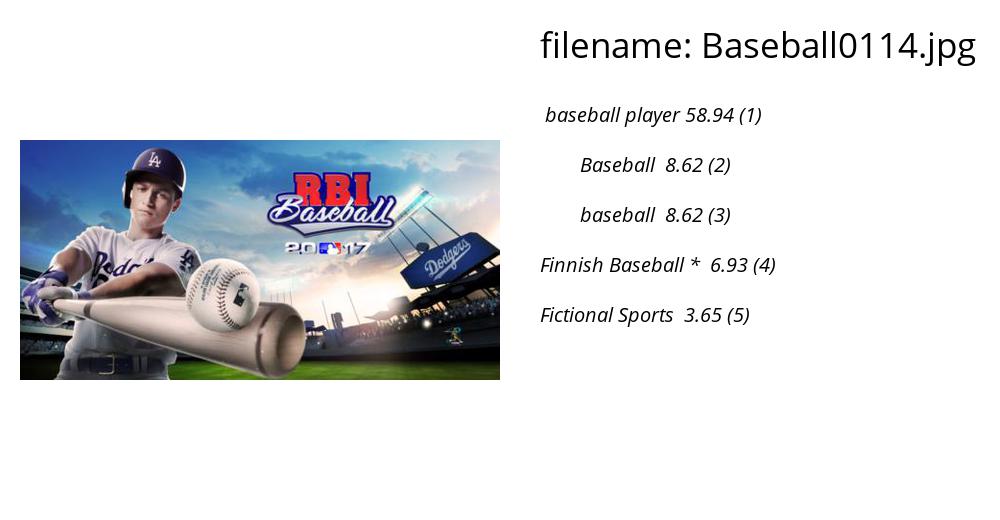 filename: Baseball0114.jpg
baseball player 58.94 (1)
Baseball 8.62 (2)
baseball 8.62 (3)
Finnish Baseball * 6.93 (4)
Fictional Sports 3.65 (5)
LA
RBI
Baseball
20 17
Dodgers
LA